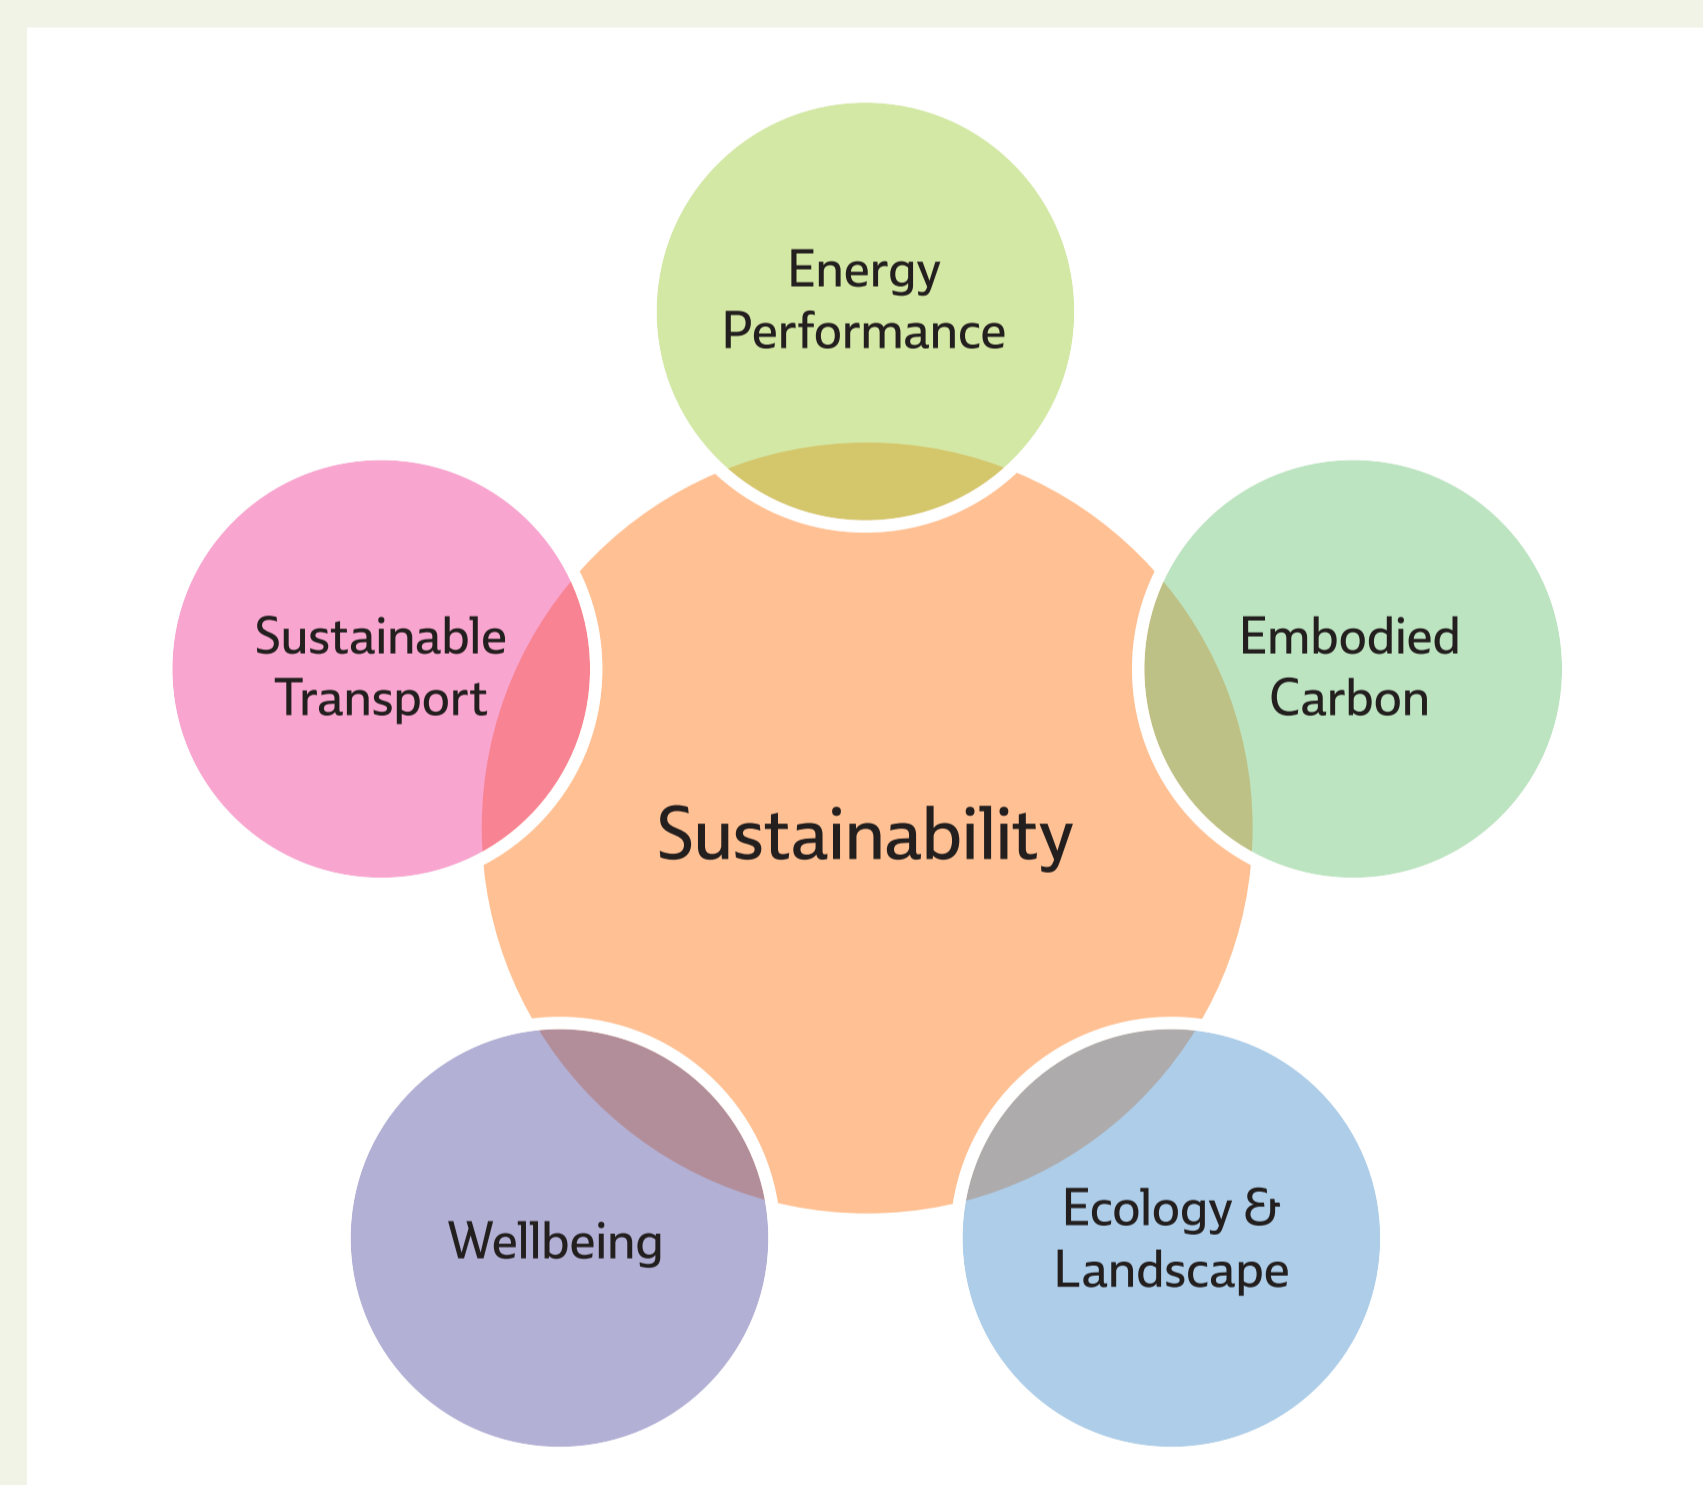 Energy
Performance
Sustainable
Transport
Embodied
Carbon
Sustainability
Wellbeing
Ecology &
Landscape